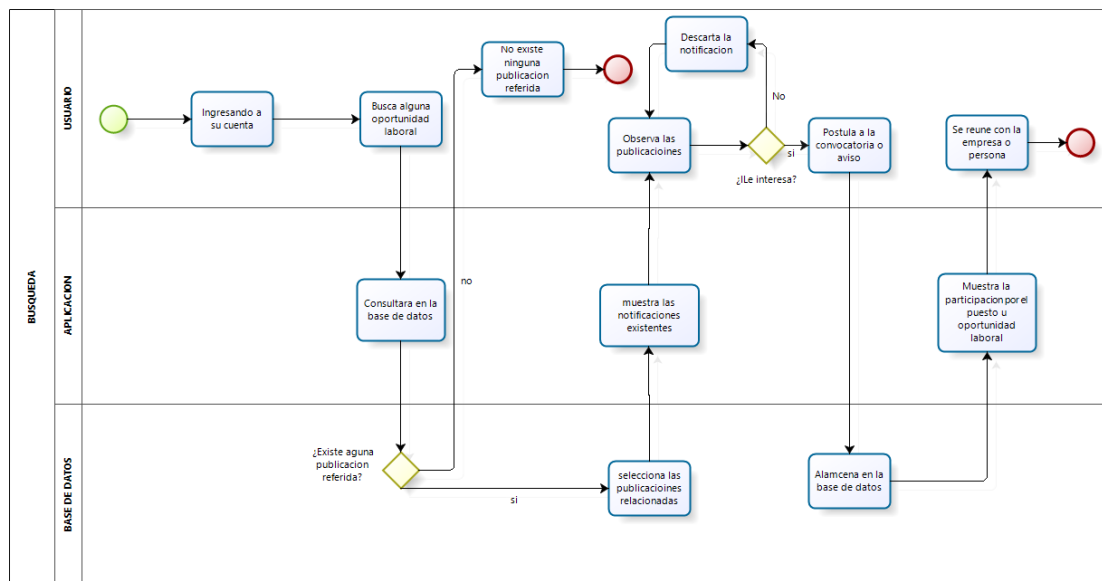 BUSQUEDA
USUARIO
Ingresando a
su cuenta
Busca alguna
oportunidad
laboral
No existe
ninguna
publicacion
referida
Descarta la
notificacion
No
Observa las
publicacioines
¿ILe interesa?
si
Postula a la
convocatoria o
aviso
Se reune con la
empresa o
persona
APLICACION
Consultara en la
base de datos
no
muestra las
notificaciones
existentes
Muestra la
participacion por el
puesto u
oportunidad
laboral
BASE DE DATOS
¿Existe aguna
publicacion
referida?
si
selecciona las
publicacioines
relacionadas
Alamcena en la
base de datos